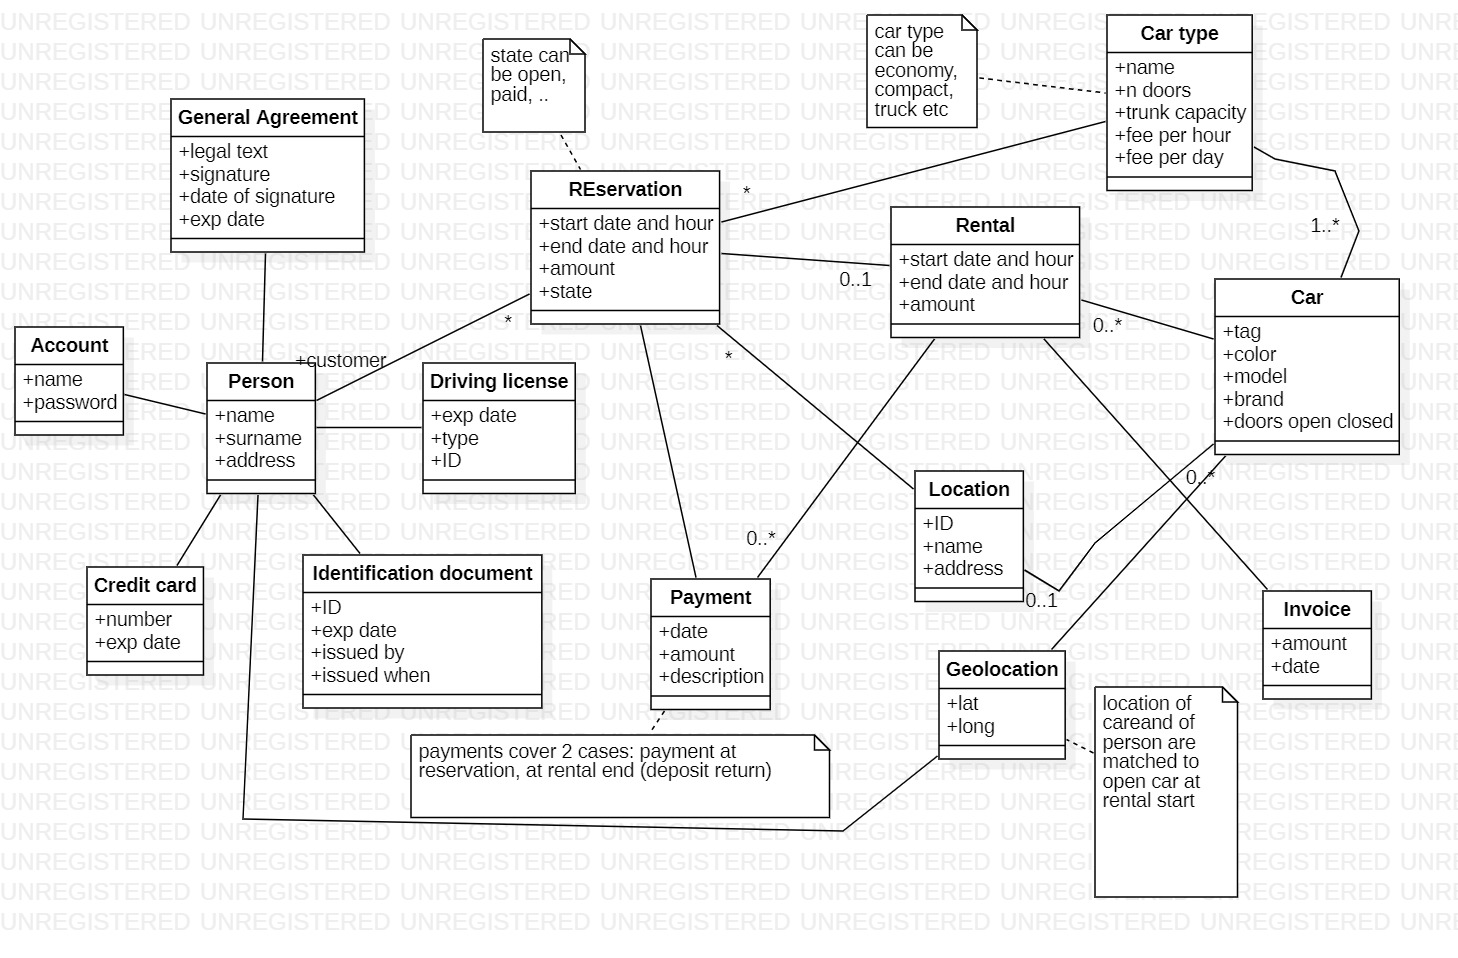 state can
be open,
paid, ..
car type
can be
economy,
compact,
truck etc
Car type
+name
+n doors
+trunk capacity
+fee per hour
+fee per day
General Agreement
+legal text
+signature
+date of signature
+exp date
REservation
+start date and hour
+end date and hour
+amount
+state
*
Rental
+start date and hour
+end date and hour
+amount
0..1
1..*
Car
+tag
+color
+model
+brand
+doors open closed
0..*
*
*
+customer
Account
+name
+password
Person
+name
+surname
+address
Driving license
+exp date
+type
+ID
Location
+ID
+name
+address
0..*
0..1
0..*
Credit card
+number
+exp date
Identification document
+ID
+exp date
+issued by
+issued when
Payment
+date
+amount
+description
Invoice
+amount
+date
Geolocation
+lat
+long
location of
careand of
person are
matched to
open car at
rental start
payments cover 2 cases: payment at
reservation, at rental end (deposit return)
UNREGISTERED